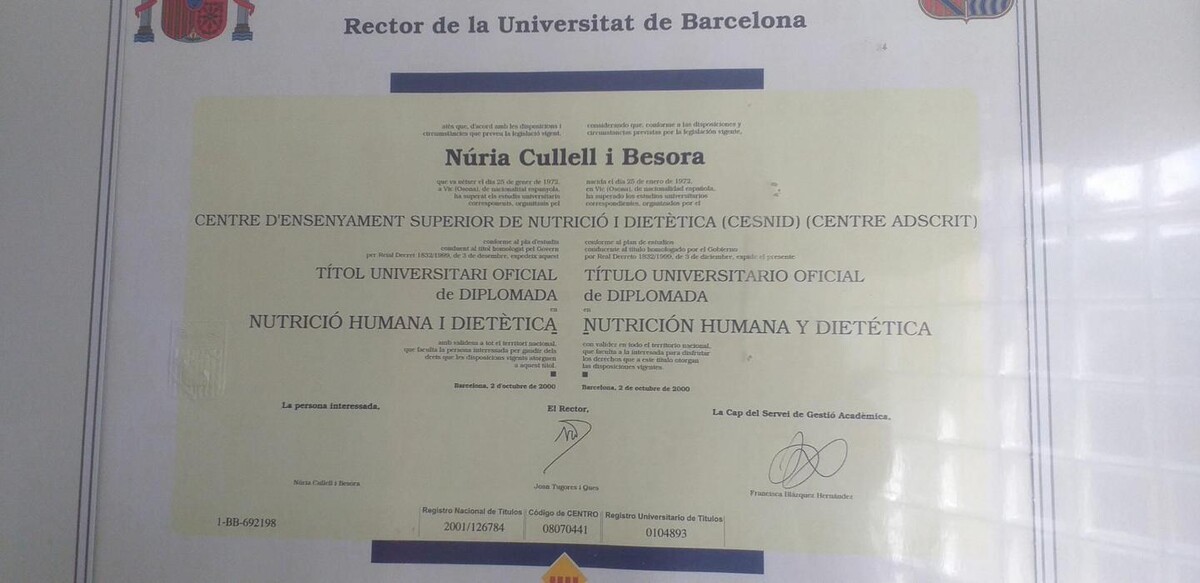 Rector de la Universitat de Barcelona
atès que, d'acord amb les disposicions i
circumstàncies que preveu la legislació vigent,
considerando que, conforme a las disposiciones y
circunstancias previstas por la legislación vigente,
Núria Cullell i Besora
que va néixer el dia 25 de gener de 1972,
a Vic (Osona), de nacionalitat espanyola,
ha superat els estudis universitaris
corresponents, organitzats pel
nacida el día 25 de enero de 1972,
en Vic (Osona), de nacionalidad española,
ha superado los estudios universitarios
correspondientes, organizados por el
CENTRE D'ENSENYAMENT SUPERIOR DE NUTRICIÓ I DIETÈTICA (CESNID) (CENTRE ADSCRIT)
conforme al pla d'estudis
conduent al títol homologat pel Govern
per Reial Decret 1832/1999, de 3 de desembre, expedeix aquest
conforme al plan de estudios
conducente al título homologado por el Gobierno
por Real Decreto 1832/1999, de 3 de diciembre, expide el presente
TÍTOL UNIVERSITARI OFICIAL
de DIPLOMADA
en
NUTRICIÓ HUMANA I DIETÈTICA
TÍTULO UNIVERSITARIO OFICIAL
de DIPLOMADA
en
NUTRICIÓN HUMANA Y DIETÉTICA
amb validesa a tot el territori nacional,
que faculta la persona interessada per gaudir dels
drets que les disposicions vigents atorguen
a aquest títol.
con validez en todo el territorio nacional,
que faculta a la interesada para disfrutar
los derechos que a este título otorgan
las disposiciones vigentes.
Barcelona, 2 d'octubre de 2000
Barcelona, 2 de octubre de 2000
La persona interessada,
El Rector,
La Cap del Servei de Gestió Acadèmica,
Núria Cullell i Besora
Joan Tugores i Ques
Francisca Blázquez Hernández
1-BB-692198
Registro Nacional de Títulos
2001/126784
Código de CENTRO
08070441
Registro Universitario de Títulos
0104893